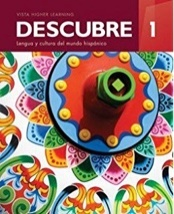 VISTA HIGHER LEARNING
DESCUBRE 1
Lengua y cultura del mundo hispánico